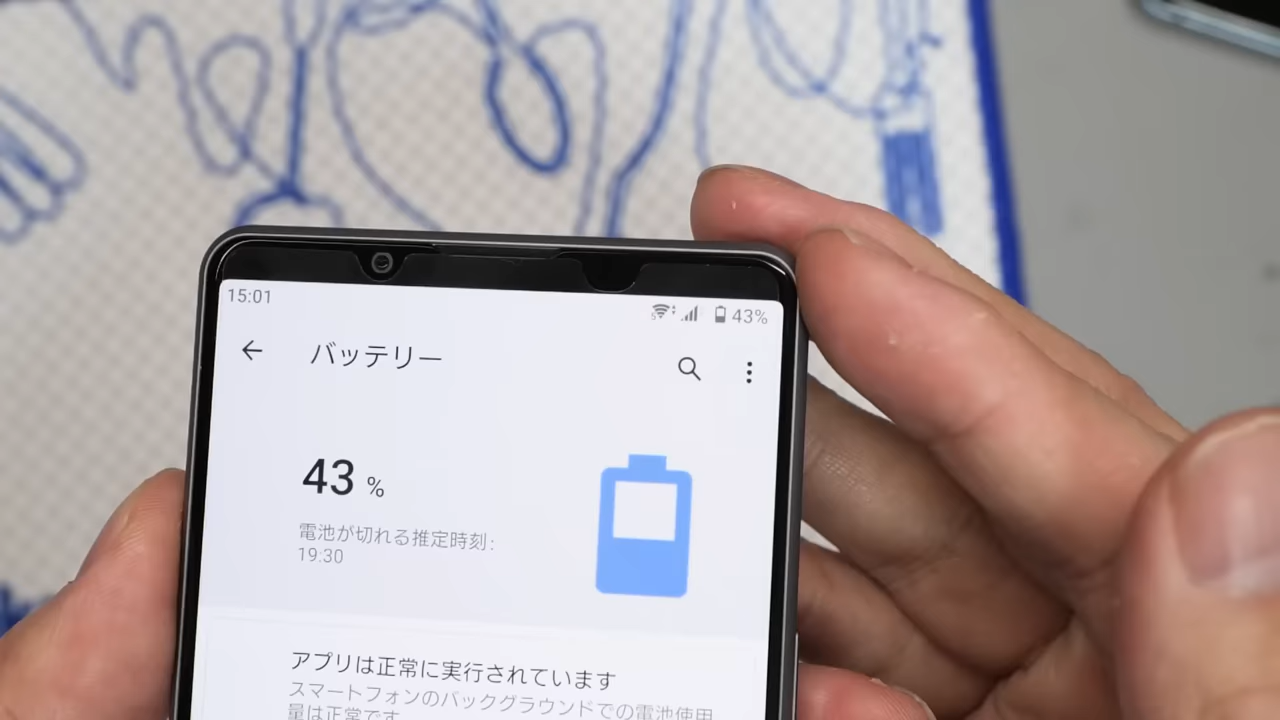 15:01
43%
バッテリー
43 %
電池が切れる推定時刻:
19:30
アプリは正常に実行されています
スマートフォンのバックグラウンドでの電池使用
量は正常です